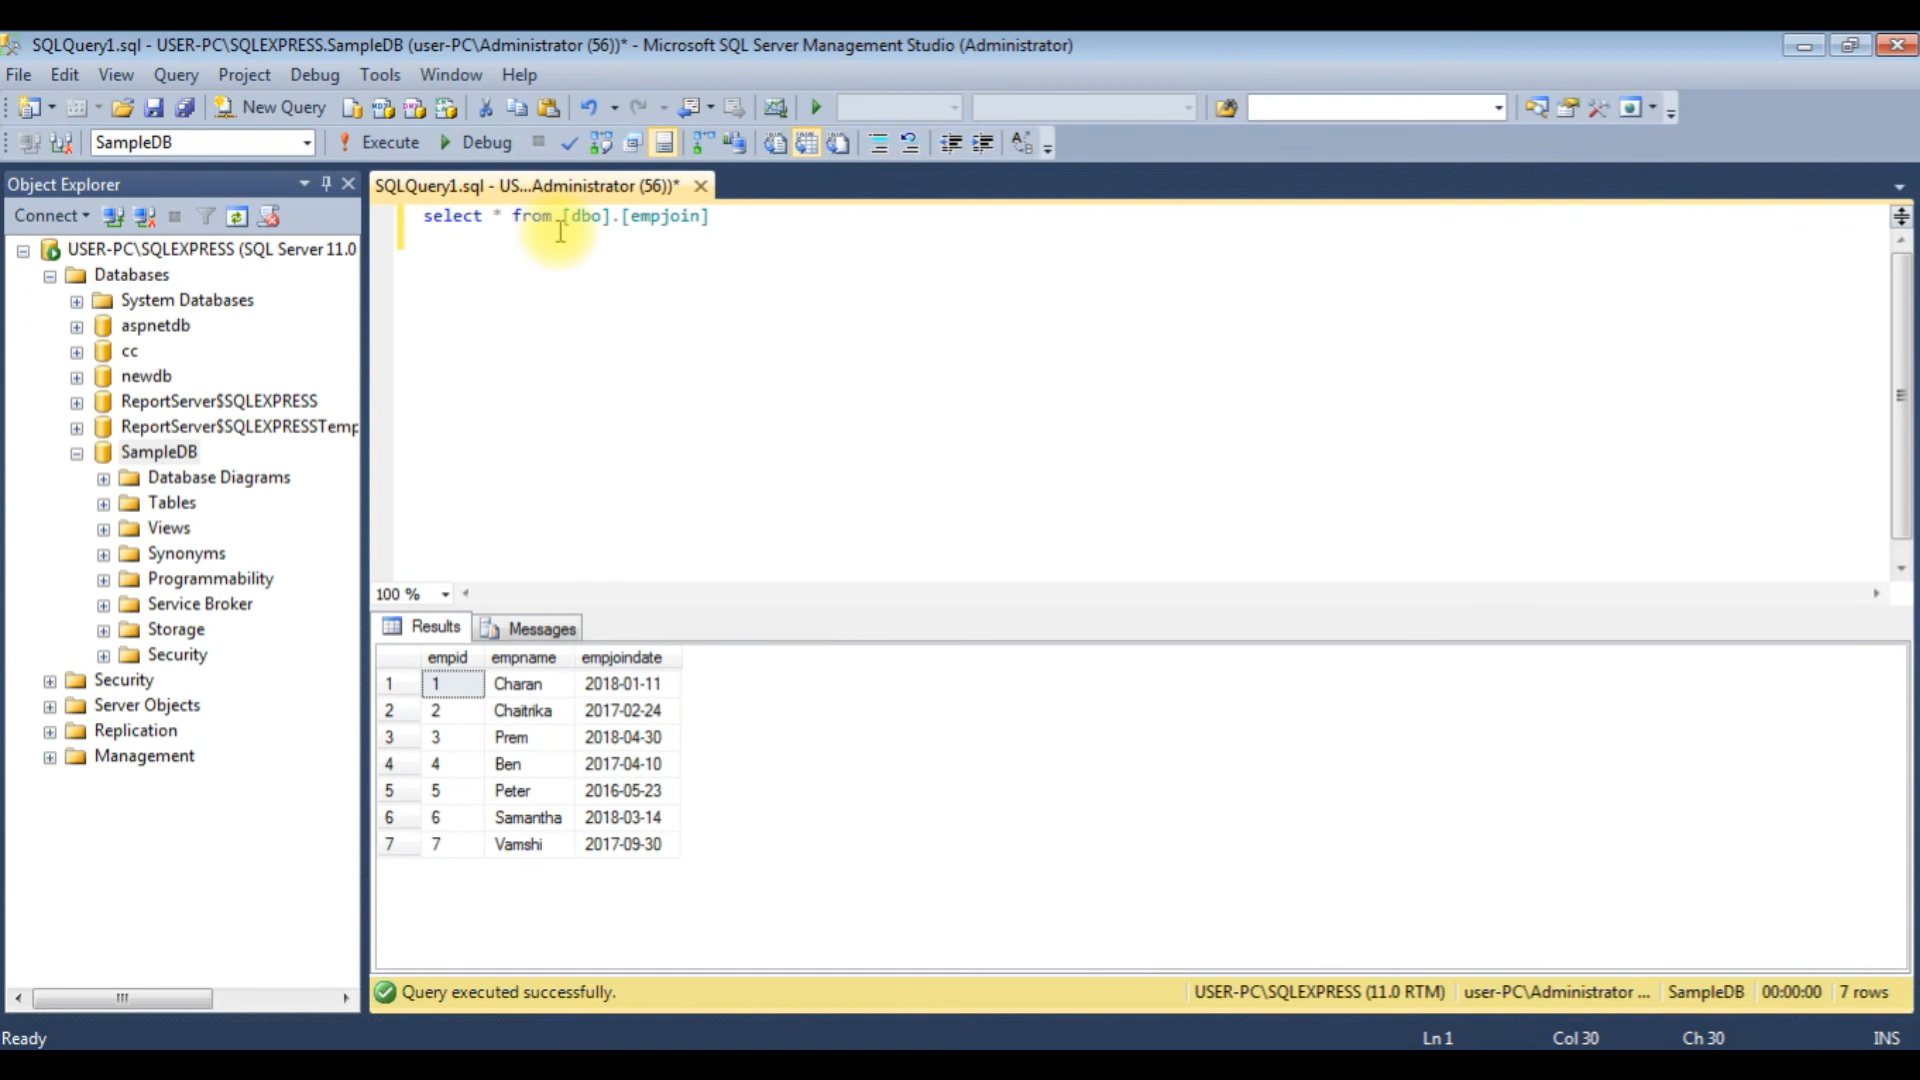 SQLQuery1.sql - USER-PC\SQLEXPRESS.SampleDB (user-PC\Administrator (56))* - Microsoft SQL Server Management Studio (Administrator)
File Edit View Query Project Debug Tools Window Help
New Query
SampleDB Execute Debug
Object Explorer
SQLQuery1.sql - US...Administrator (56))*
Connect
select * from [dbo].[empjoin]
USER-PC\SQLEXPRESS (SQL Server 11.0
Databases
System Databases
aspnetdb
cc
newdb
ReportServer$SQLEXPRESS
ReportServer$SQLEXPRESSTemp
SampleDB
Database Diagrams
Tables
Views
Synonyms
Programmability
Service Broker
Storage
Security
Security
Server Objects
Replication
Management
100 %
Results Messages
empid empname empjoindate
1 1 Charan 2018-01-11
2 2 Chaitrika 2017-02-24
3 3 Prem 2018-04-30
4 4 Ben 2017-04-10
5 5 Peter 2016-05-23
6 6 Samantha 2018-03-14
7 7 Vamshi 2017-09-30
Query executed successfully. USER-PC\SQLEXPRESS (11.0 RTM) user-PC\Administrator ... SampleDB 00:00:00 7 rows
Ready Ln 1 Col 30 Ch 30 INS